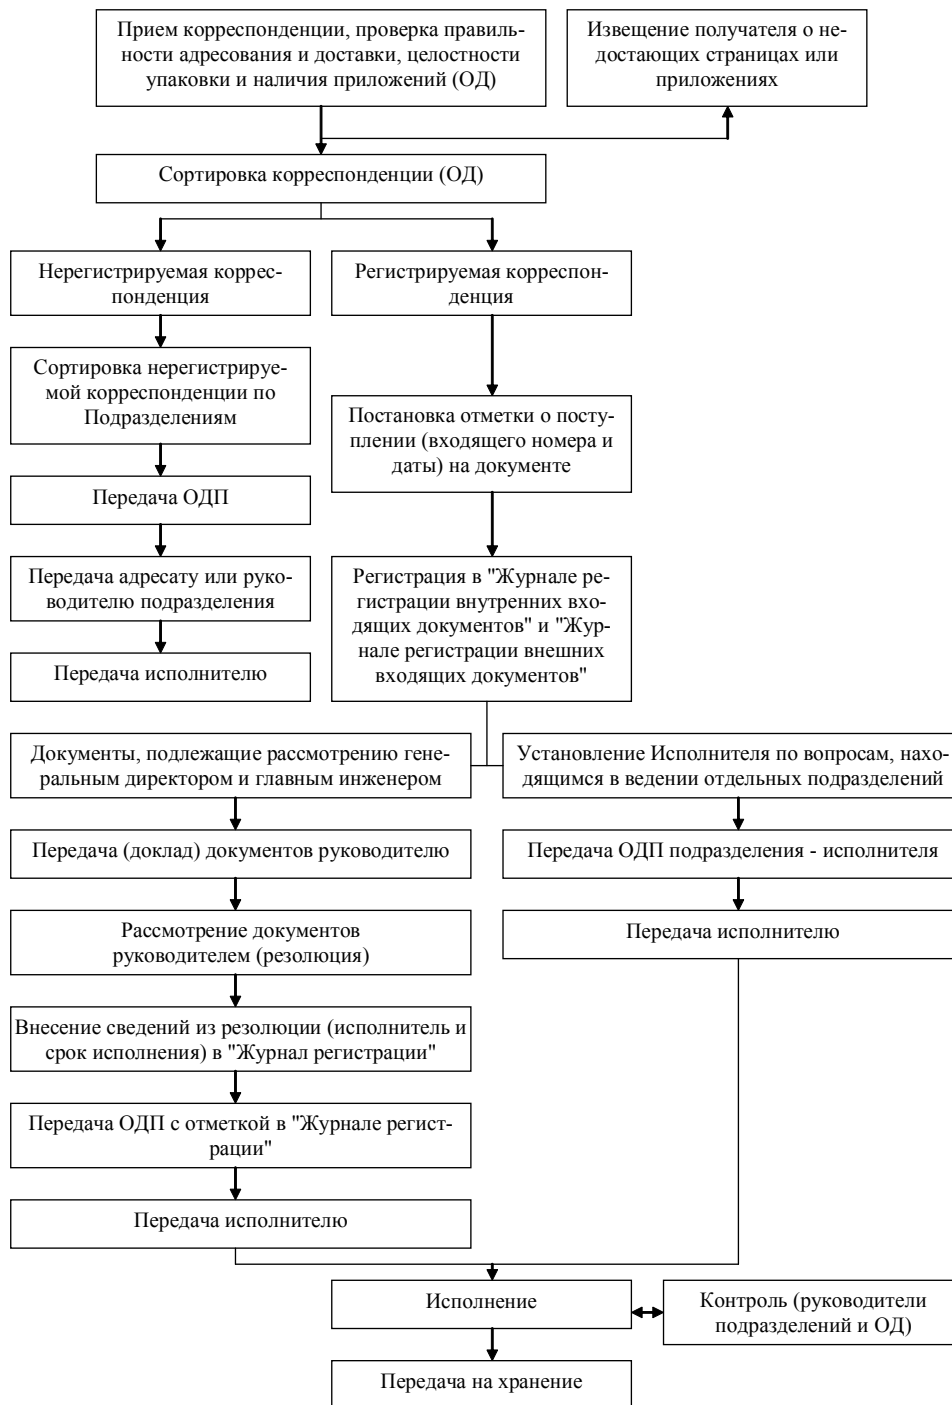 Прием корреспонденции, проверка правиль-
ности адресования и доставки, целостности
упаковки и наличия приложений (ОД)
Извещение получателя о не-
достающих страницах или
приложениях
Сортировка корреспонденции (ОД)
Нерегистрируемая коррес-
понденция
Регистрируемая корреспон-
денция
Сортировка нерегистрируе-
мой корреспонденции по
Подразделениям
Постановка отметки о посту-
плении (входящего номера и
даты) на документе
Передача ОДП
Передача адресату или руко-
водителю подразделения
Передача исполнителю
Регистрация в "Журнале ре-
гистрации внутренних вхо-
дящих документов" и "Жур-
нале регистрации внешних
входящих документов"
Документы, подлежащие рассмотрению гене-
ральным директором и главным инженером
Установление Исполнителя по вопросам, нахо-
дящимся в ведении отдельных подразделений
Передача (доклад) документов руководителю
Передача ОДП подразделения - исполнителя
Рассмотрение документов
руководителем (резолюция)
Передача исполнителю
Внесение сведений из резолюции (исполнитель и
срок исполнения) в "Журнал регистрации"
Передача ОДП с отметкой в "Журнале регист-
рации"
Передача исполнителю
Исполнение
Контроль (руководители
подразделений и ОД)
Передача на хранение